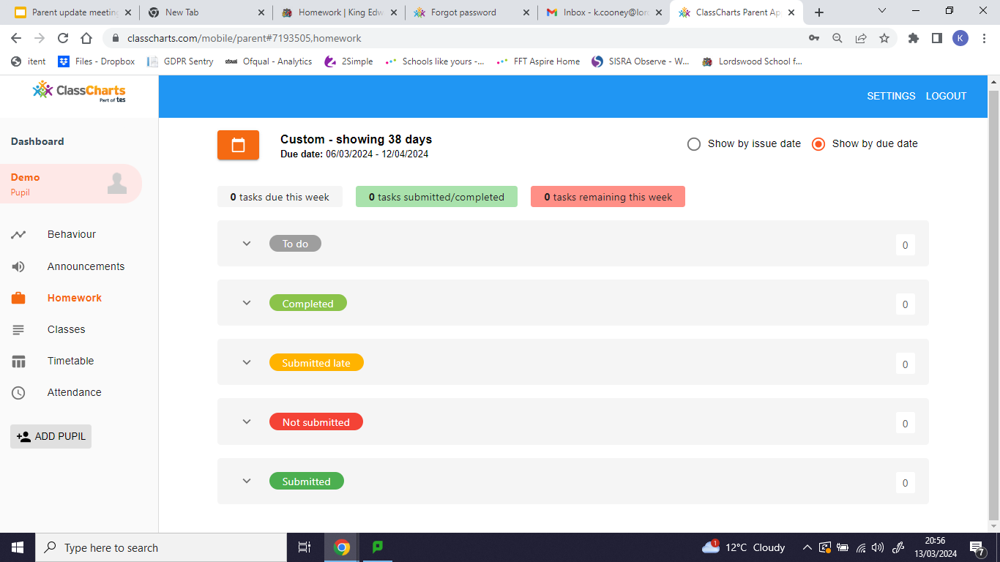 Parent update meeting
New Tab
Homework | King Edw
Forgot password
Inbox - k.cooney@lor
ClassCharts Parent Ap
classcharts.com/mobile/parent#7193505,homework
K
itent
Files - Dropbox
GDPR Sentry
Ofqual - Analytics
2Simple
Schools like yours -...
FFT Aspire Home
SISRA Observe - W...
Lordswood School f...
ClassCharts
Part of tes
SETTINGS LOGOUT
Dashboard
Demo
Pupil
Behaviour
Announcements
Homework
Classes
Timetable
Attendance
ADD PUPIL
Custom - showing 38 days
Due date: 06/03/2024 - 12/04/2024
Show by issue date
Show by due date
0 tasks due this week
0 tasks submitted/completed
0 tasks remaining this week
To do 0
Completed 0
Submitted late 0
Not submitted 0
Submitted 0
Type here to search
1
12°C Cloudy
20:56
13/03/2024
7